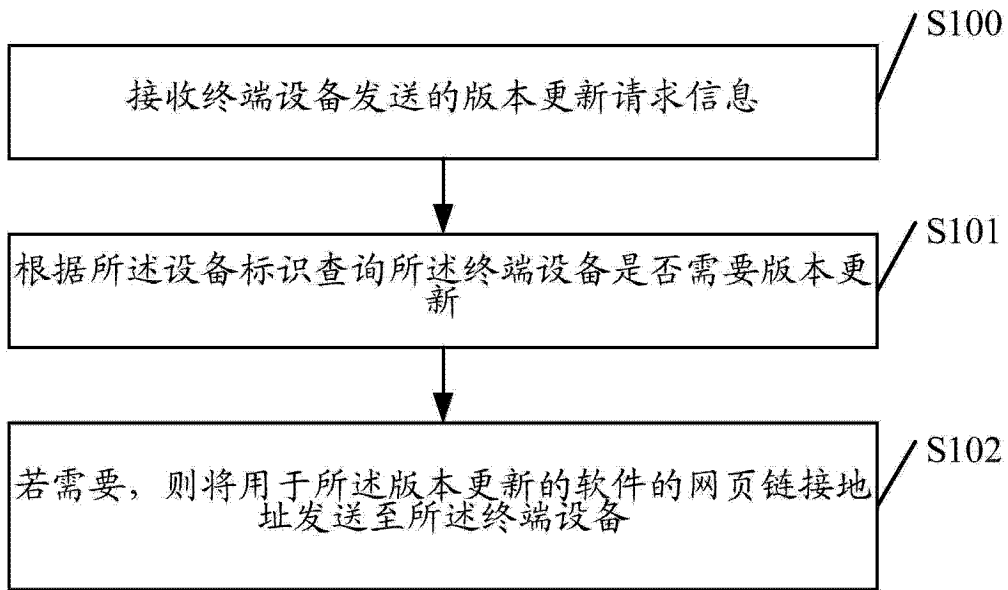 S100
接收终端设备发送的版本更新请求信息
S101
根据所述设备标识查询所述终端设备是否需要版本更
新
S102
若需要，则将用于所述版本更新的软件的网页链接地
址发送至所述终端设备